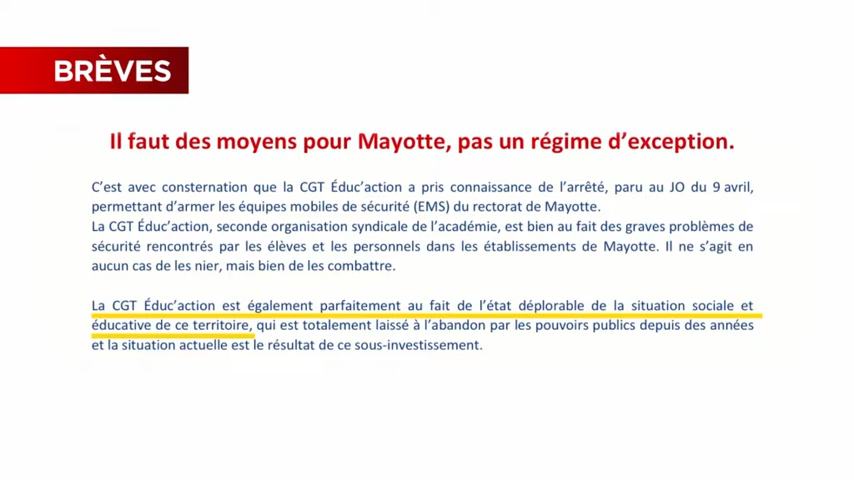 BRÈVES
Il faut des moyens pour Mayotte, pas un régime d'exception.
C'est avec consternation que la CGT Éduc'action a pris connaissance de l'arrêté, paru au JO du 9 avril,
permettant d'armer les équipes mobiles de sécurité (EMS) du rectorat de Mayotte.
La CGT Éduc'action, seconde organisation syndicale de l'académie, est bien au fait des graves problèmes de
sécurité rencontrés par les élèves et les personnels dans les établissements de Mayotte. Il ne s'agit en
aucun cas de les nier, mais bien de les combattre.
La CGT Éduc'action est également parfaitement au fait de l'état déplorable de la situation sociale et
éducative de ce territoire, qui est totalement laissé à l'abandon par les pouvoirs publics depuis des années
et la situation actuelle est le résultat de ce sous-investissement.